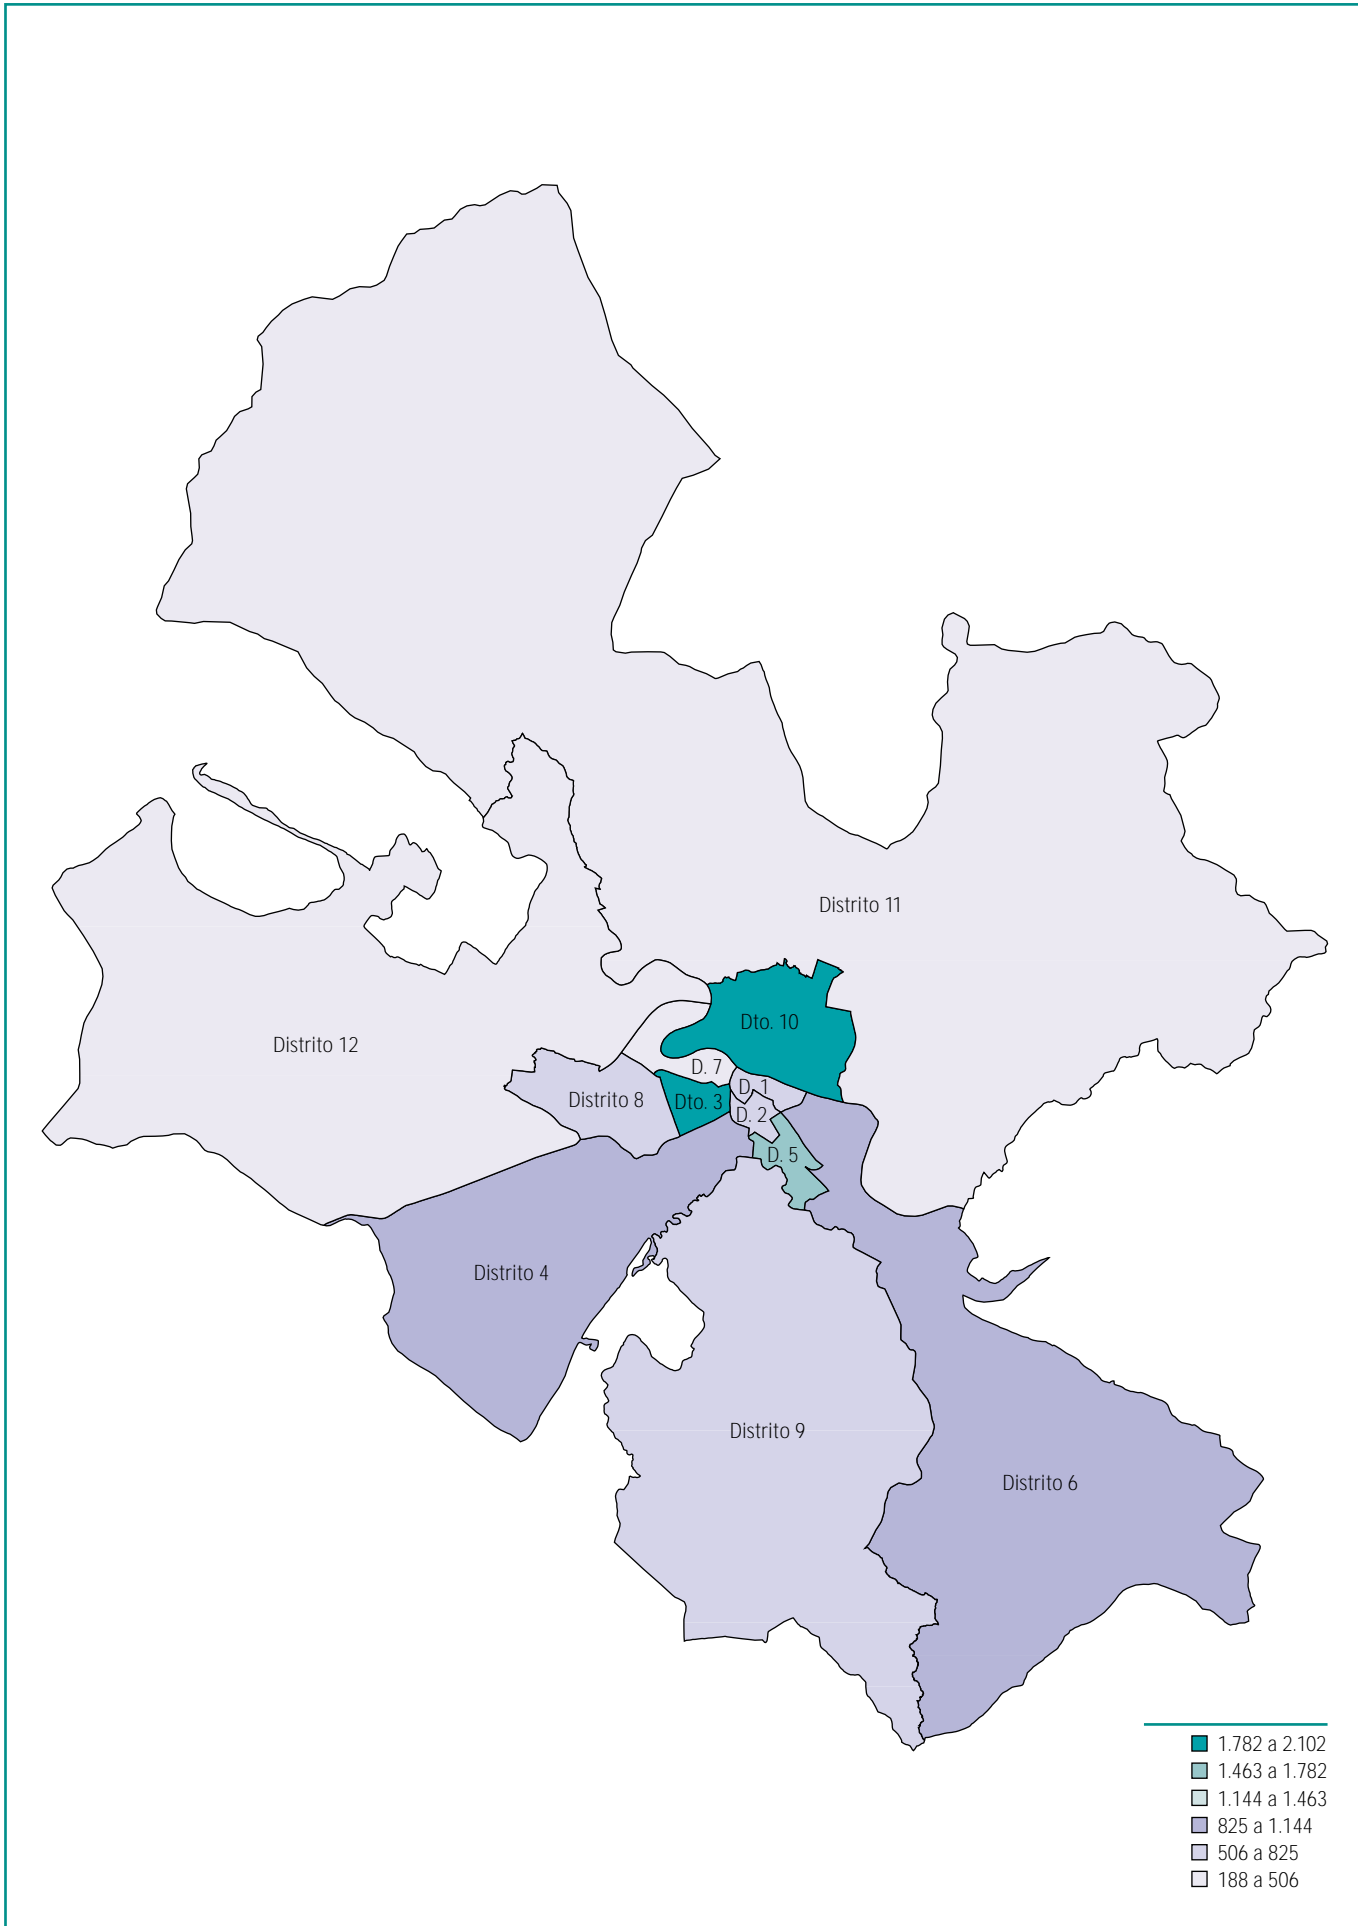 Distrito 11
Dto. 10
Distrito 12
D. 7
D. 1
Distrito 8
Dto. 3
D. 2
D. 5
Distrito 4
Distrito 9
Distrito 6
1.782 a 2.102
1.463 a 1.782
1.144 a 1.463
825 a 1.144
506 a 825
188 a 506